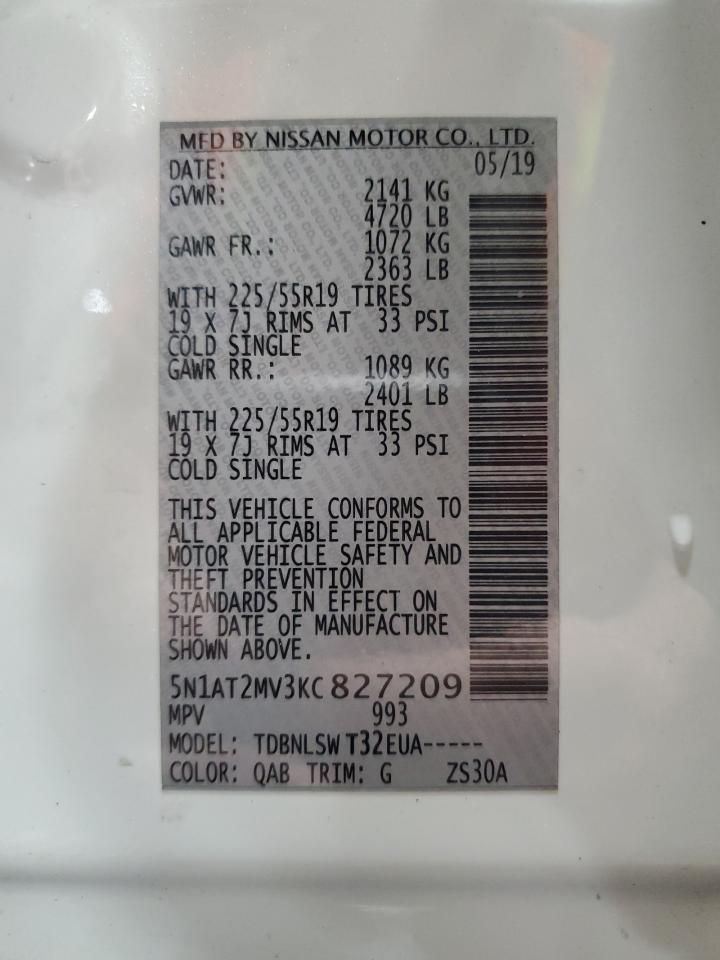 MFD BY NISSAN MOTOR CO., LTD.
DATE: 05/19
GVWR: 2141 KG
4720 LB
GAWR FR.: 1072 KG
2363 LB
WITH 225/55R19 TIRES
19 X 7J RIMS AT 33 PSI
COLD SINGLE
GAWR RR.: 1089 KG
2401 LB
WITH 225/55R19 TIRES
19 X 7J RIMS AT 33 PSI
COLD SINGLE
THIS VEHICLE CONFORMS TO
ALL APPLICABLE FEDERAL
MOTOR VEHICLE SAFETY AND
THEFT PREVENTION
STANDARDS IN EFFECT ON
THE DATE OF MANUFACTURE
SHOWN ABOVE.
5N1AT2MV3KC827209
MPV 993
MODEL: TDBNLSWT32EUA-----
COLOR: QAB TRIM: G ZS30A